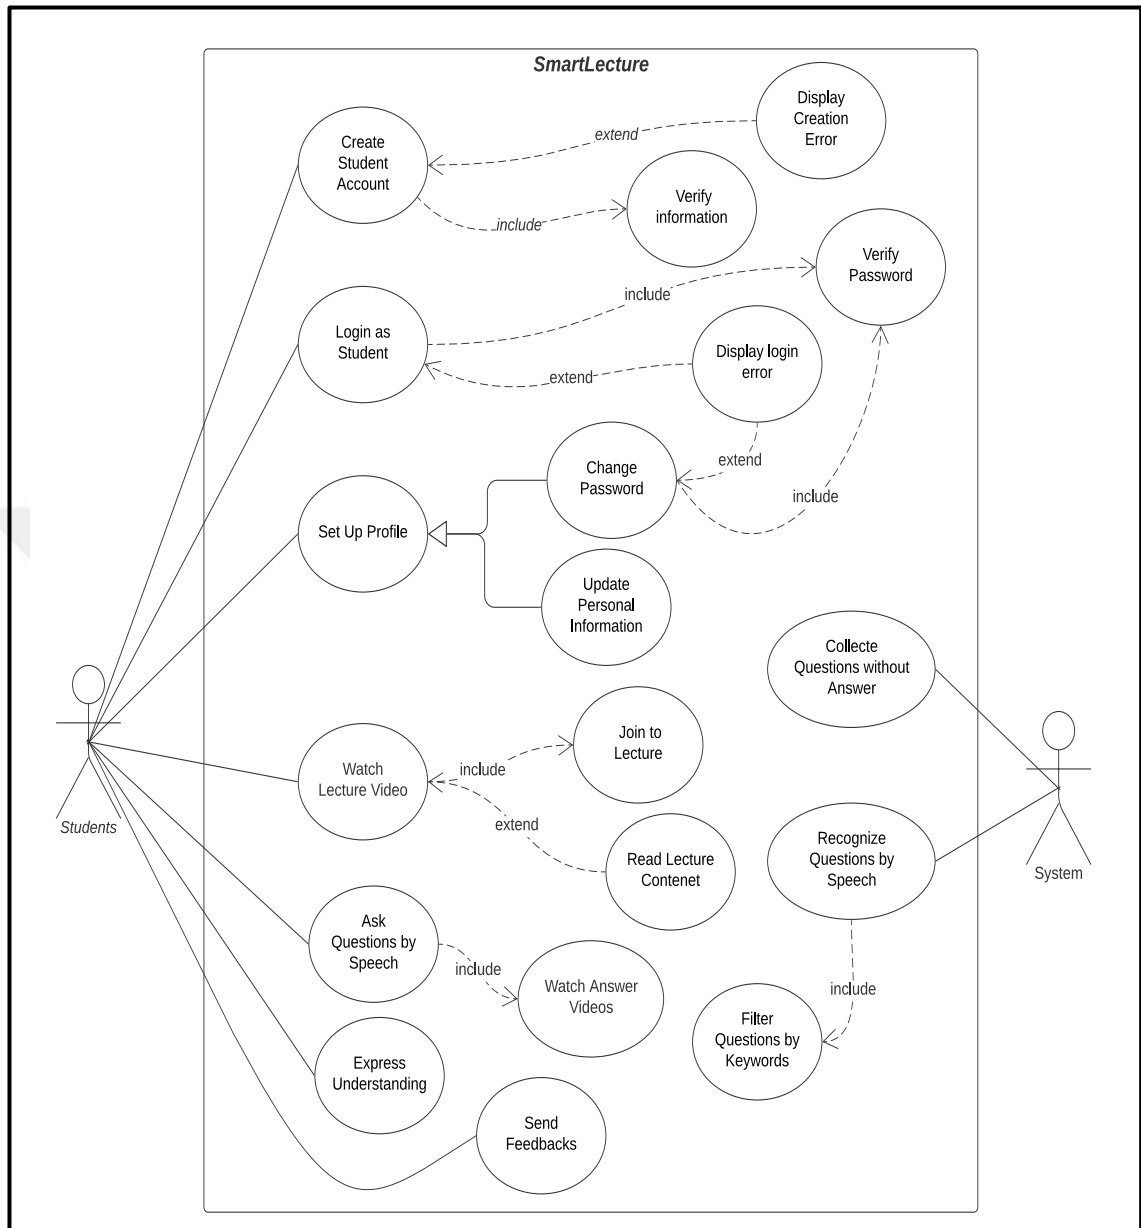 SmartLecture
Display
Creation
Error
extend
Create
Student
Account
Verify
information
include
Verify
Password
include
Login as
Student
Display login
error
extend
extend
Change
Password
include
Set Up Profile
Update
Personal
Information
Collecte
Questions without
Answer
Join to
Lecture
include
Watch
Lecture Video
extend
Students
Read Lecture
Contenet
Recognize
Questions by
Speech
System
Ask
Questions by
Speech
include
Watch Answer
Videos
include
Filter
Questions by
Keywords
Express
Understanding
Send
Feedbacks